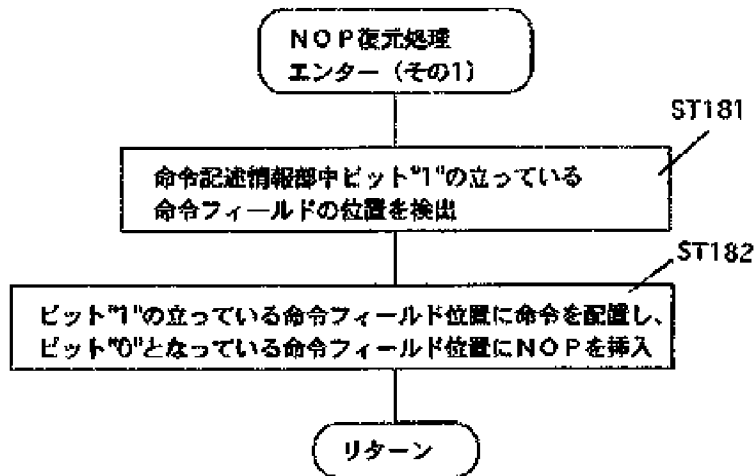 NOP復元処理
エンター(その1)
ST181
命令記述情報部中ビット"1"の立っている
命令フィールドの位置を検出
ST182
ビット"1"の立っている命令フィールド位置に命令を配置し、
ビット"0"となっている命令フィールド位置にNOPを挿入
リターン